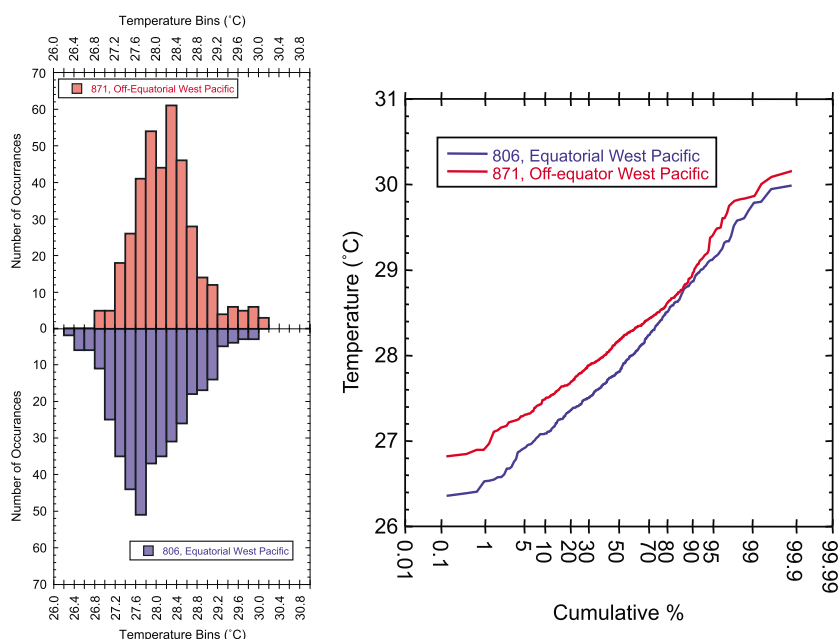 Temperature Bins (˚C)
26.0 26.4 26.8 27.2 27.6 28.0 28.4 28.8 29.2 29.6 30.0 30.4 30.8
70
60
50
40
30
20
10
0
10
20
30
40
50
60
70
Number of Occurrances
Number of Occurances
871, Off-Equatorial West Pacific
806, Equatorial West Pacific
26.0 26.4 26.8 27.2 27.6 28.0 28.4 28.8 29.2 29.6 30.0 30.4 30.8
Temperature Bins (˚C)
31
30
29
28
27
26
Temperature (˚C)
806, Equatorial West Pacific
871, Off-equator West Pacific
0.01 0.1 1 5 10 20 30 50 70 80 90 95 99 99.9 99.99
Cumulative %